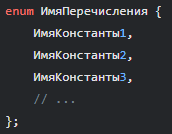 enum ИмяПеречисления {
ИмяКонстанты1,
ИмяКонстанты2,
ИмяКонстанты3,
// ...
};